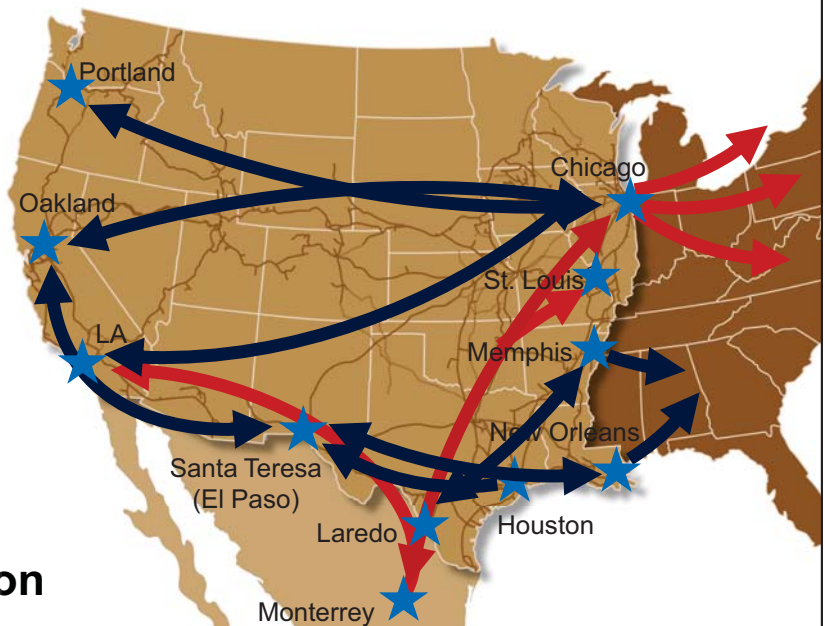 Portland
Chicago
Oakland
St. Louis
LA
Memphis
New Orleans
Santa Teresa
(El Paso)
Houston
Laredo
on
Monterrey